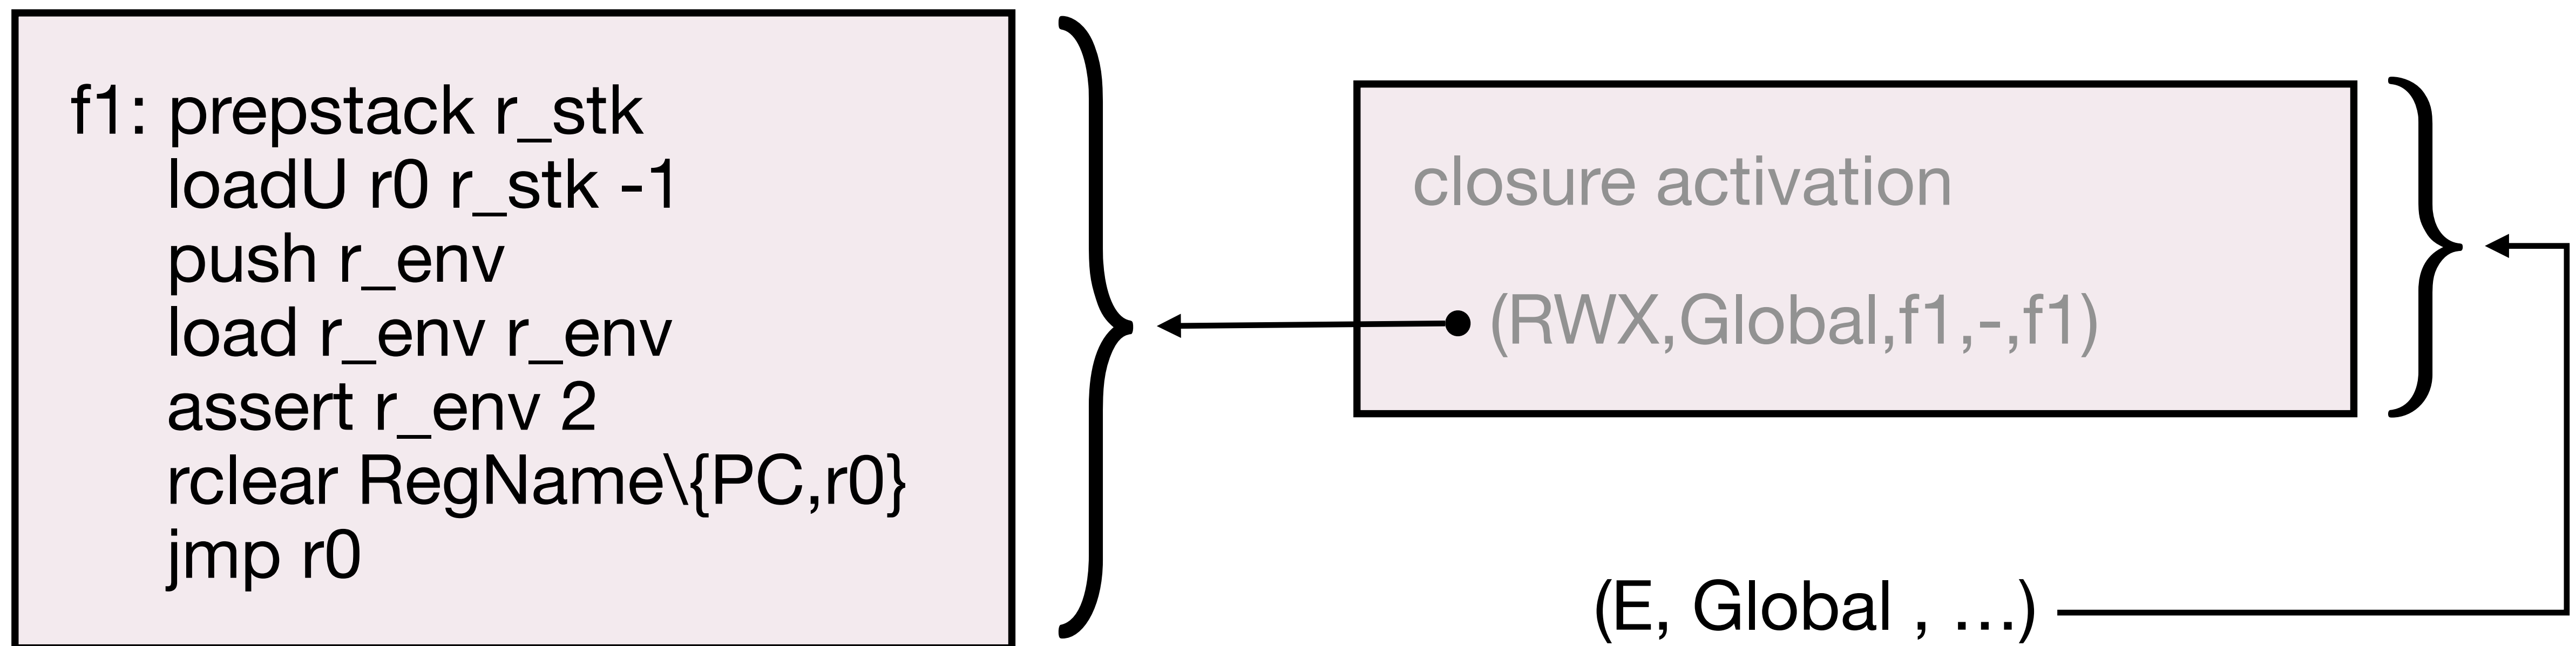 f1: prepstack r_stk
loadU r0 r_stk -1
push r_env
load r_env r_env
assert r_env 2
rclear RegName\{PC,r0}
jmp r0
closure activation
(RWX,Global,f1,-,f1)
(E, Global , …)